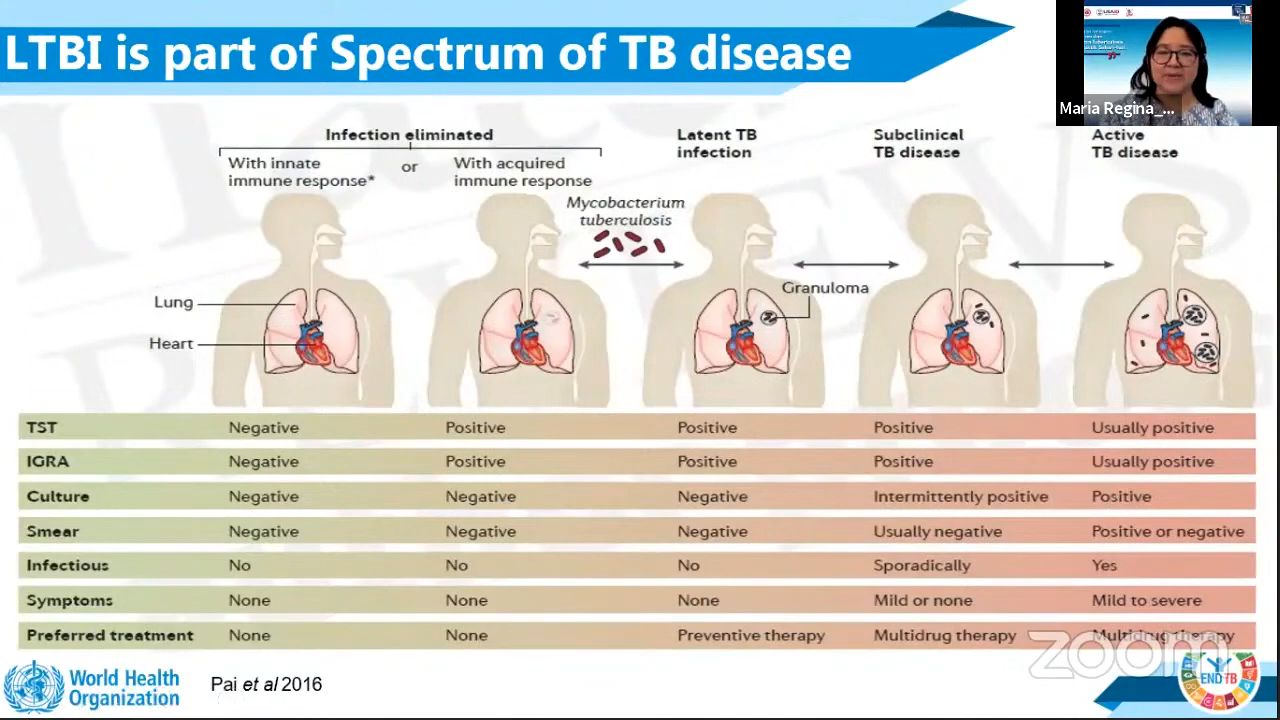 LTBI is part of Spectrum of TB disease
USAID
Maria Regina_...
Infection eliminated
With innate
immune response*
or
With acquired
immune response
Latent TB
infection
Subclinical
TB disease
Active
TB disease
Mycobacterium
tuberculosis
Granuloma
Lung
Heart
TST Negative Positive Positive Positive Usually positive
IGRA Negative Positive Positive Positive Usually positive
Culture Negative Negative Negative Intermittently positive Positive
Smear Negative Negative Negative Usually negative Positive or negative
Infectious No No No Sporadically Yes
Symptoms None None None Mild or none Mild to severe
Preferred treatment None None Preventive therapy Multidrug therapy Multidrug therapy
zoom
World Health
Organization
Pai et al 2016
END TB